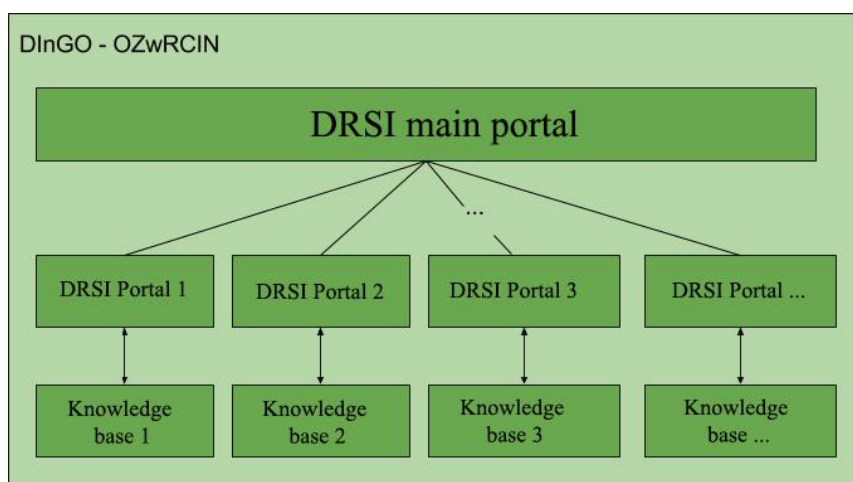 DInGO - OZwRCIN
DRSI main portal
...
DRSI Portal 1
DRSI Portal 2
DRSI Portal 3
DRSI Portal ...
Knowledge
base 1
Knowledge
base 2
Knowledge
base 3
Knowledge
base ...